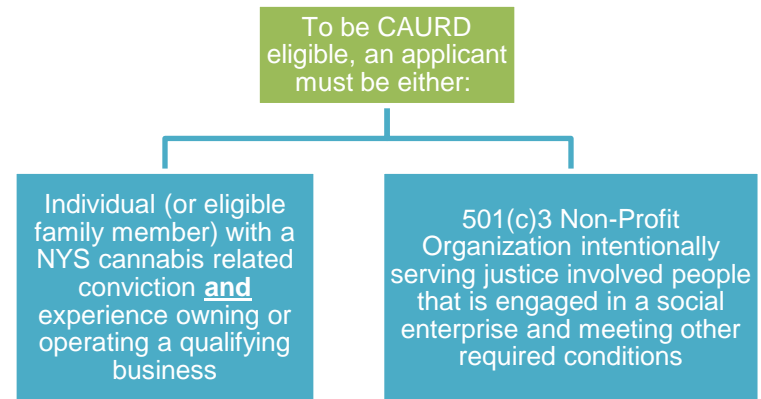 To be CAURD
eligible, an applicant
must be either:
Individual (or eligible
family member) with a
NYS cannabis related
conviction and
experience owning or
operating a qualifying
business
501(c)3 Non-Profit
Organization intentionally
serving justice involved people
that is engaged in a social
enterprise and meeting other
required conditions